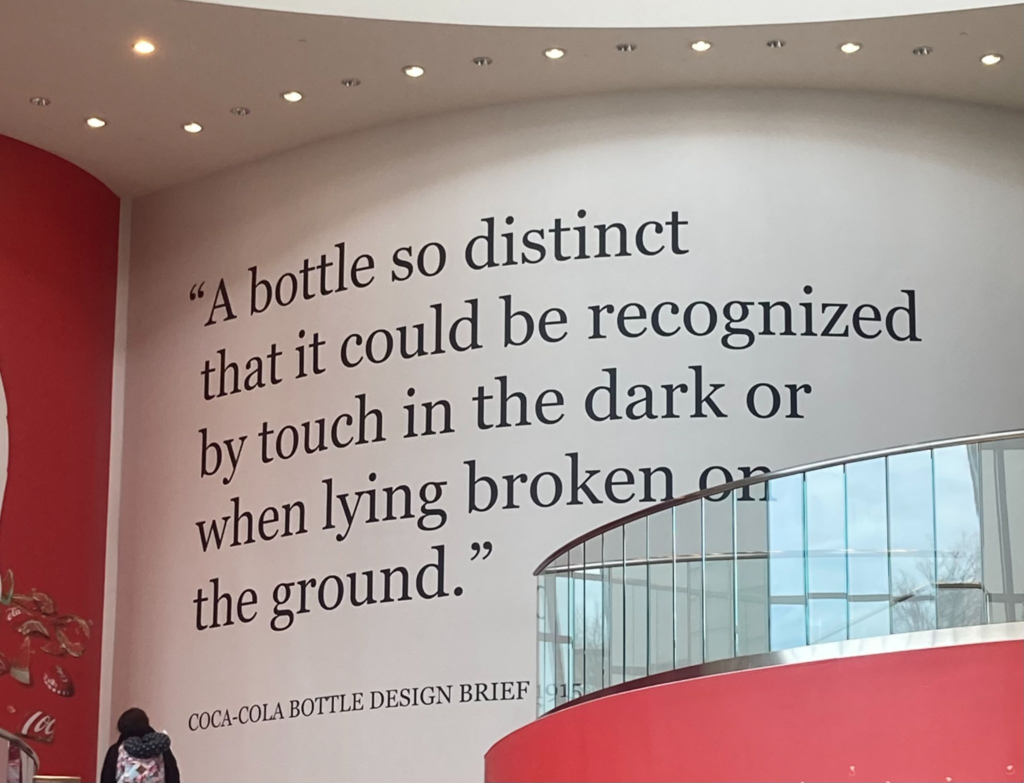 “A bottle so distinct
that it could be recognized
by touch in the dark or
when lying broken on
the ground.”
COCA-COLA BOTTLE DESIGN BRIEF 1915